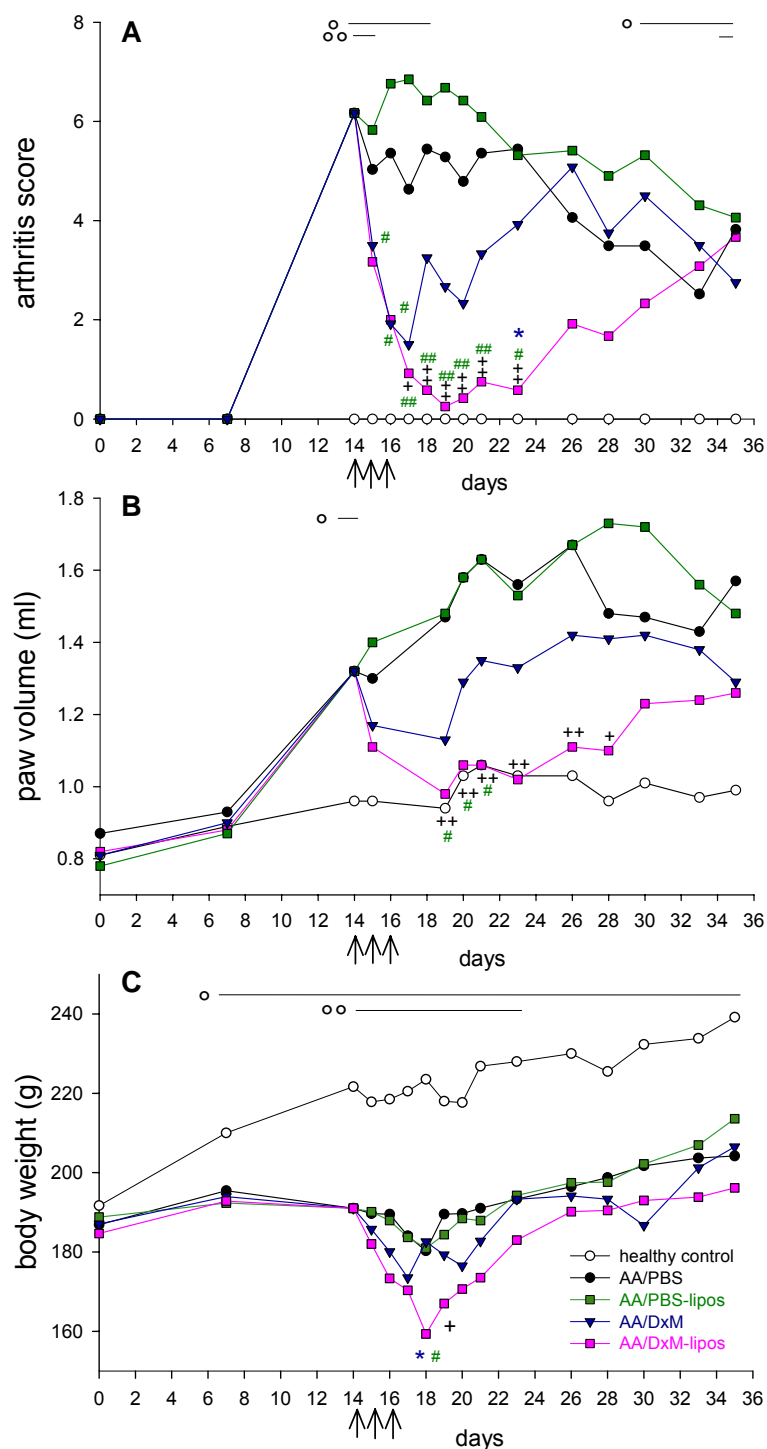 A
8
6
4
2
0
arthritis score
# # #
*
## ## ## ## #
+ + + + + + + + + + + + +
##
0 2 4 6 8 10 12 14 16 18 20 22 24 26 28 30 32 34 36
days
B
1.8
1.6
1.4
1.2
1.0
0.8
paw volume (ml)
++ +
++ ++ ++ ++
# # #
0 2 4 6 8 10 12 14 16 18 20 22 24 26 28 30 32 34 36
days
C
240
220
200
180
160
body weight (g)
healthy control
AA/PBS
AA/PBS-lipos
AA/DxM
AA/DxM-lipos
+
* #
0 2 4 6 8 10 12 14 16 18 20 22 24 26 28 30 32 34 36
days